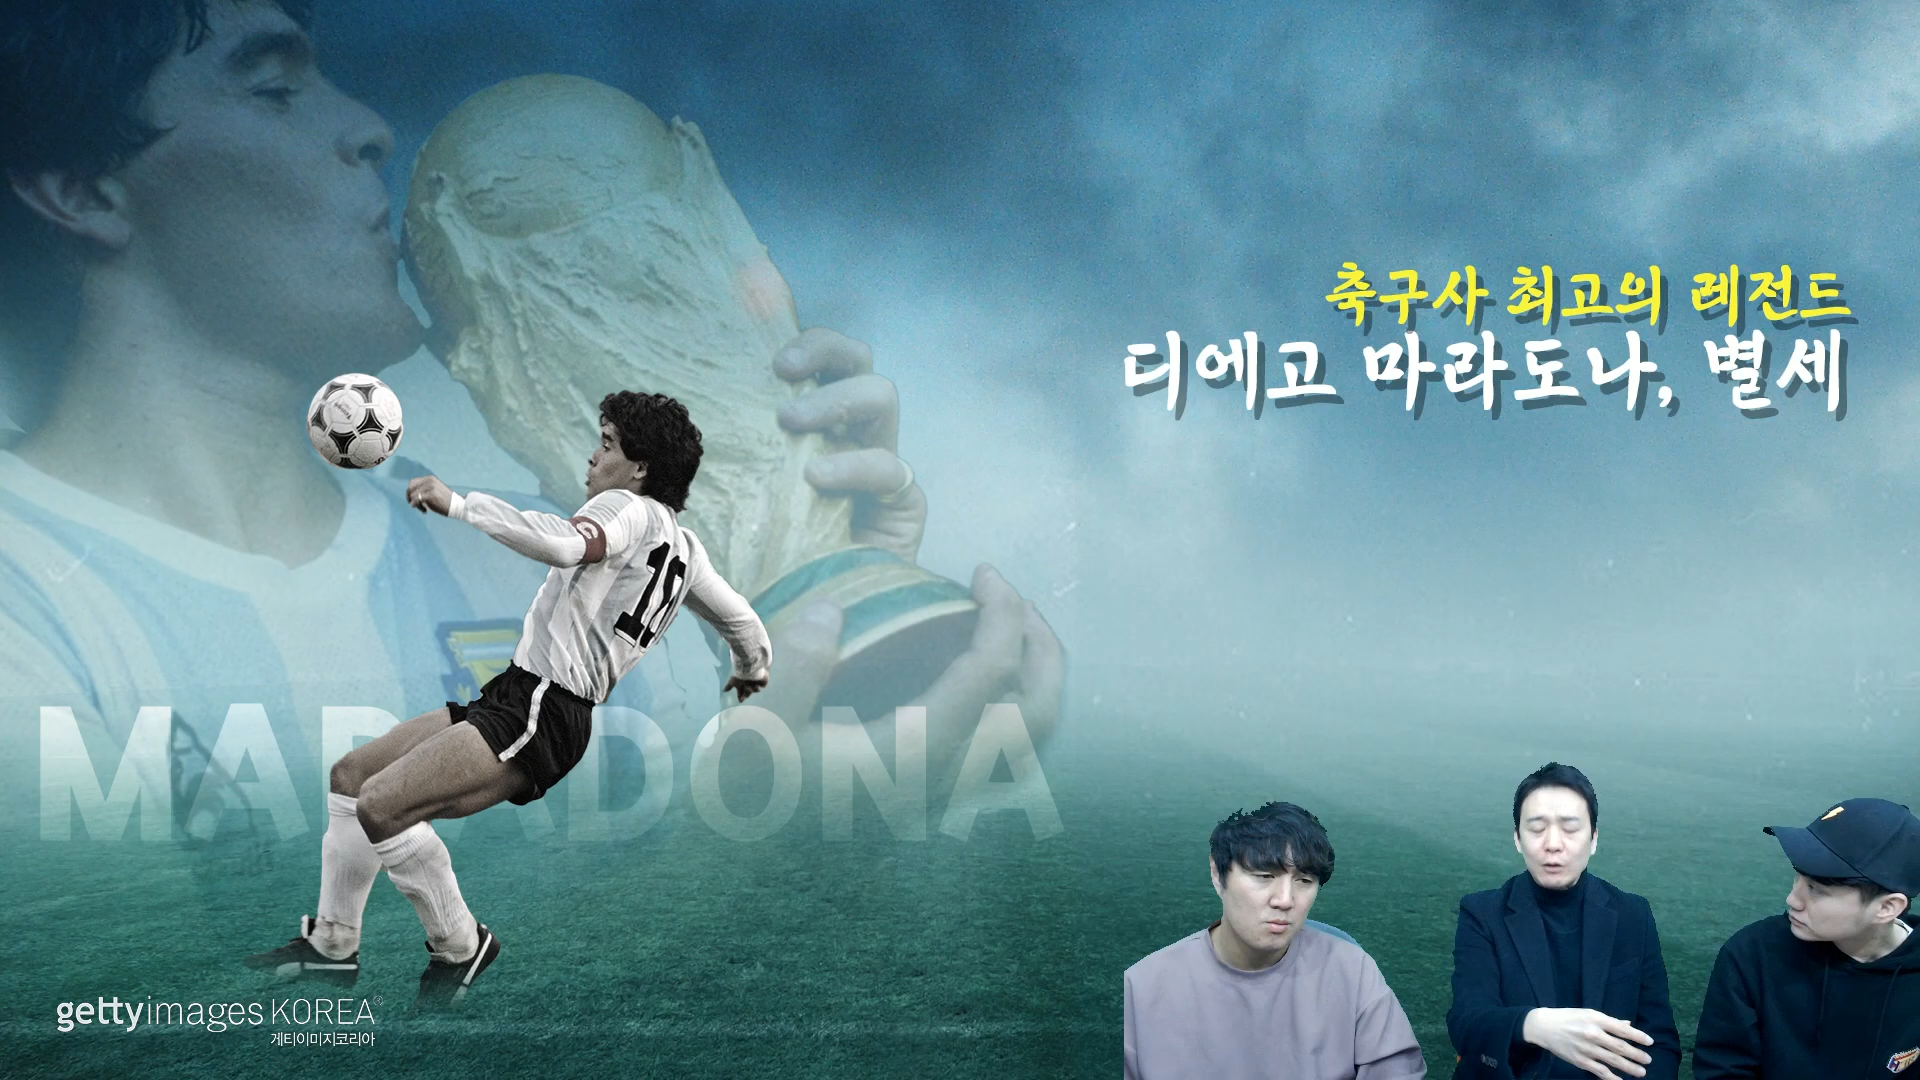 축구사 최고의 레전드
디에고 마라도나, 별세
10
MARADONA
gettyimages KOREA
게티이미지코리아